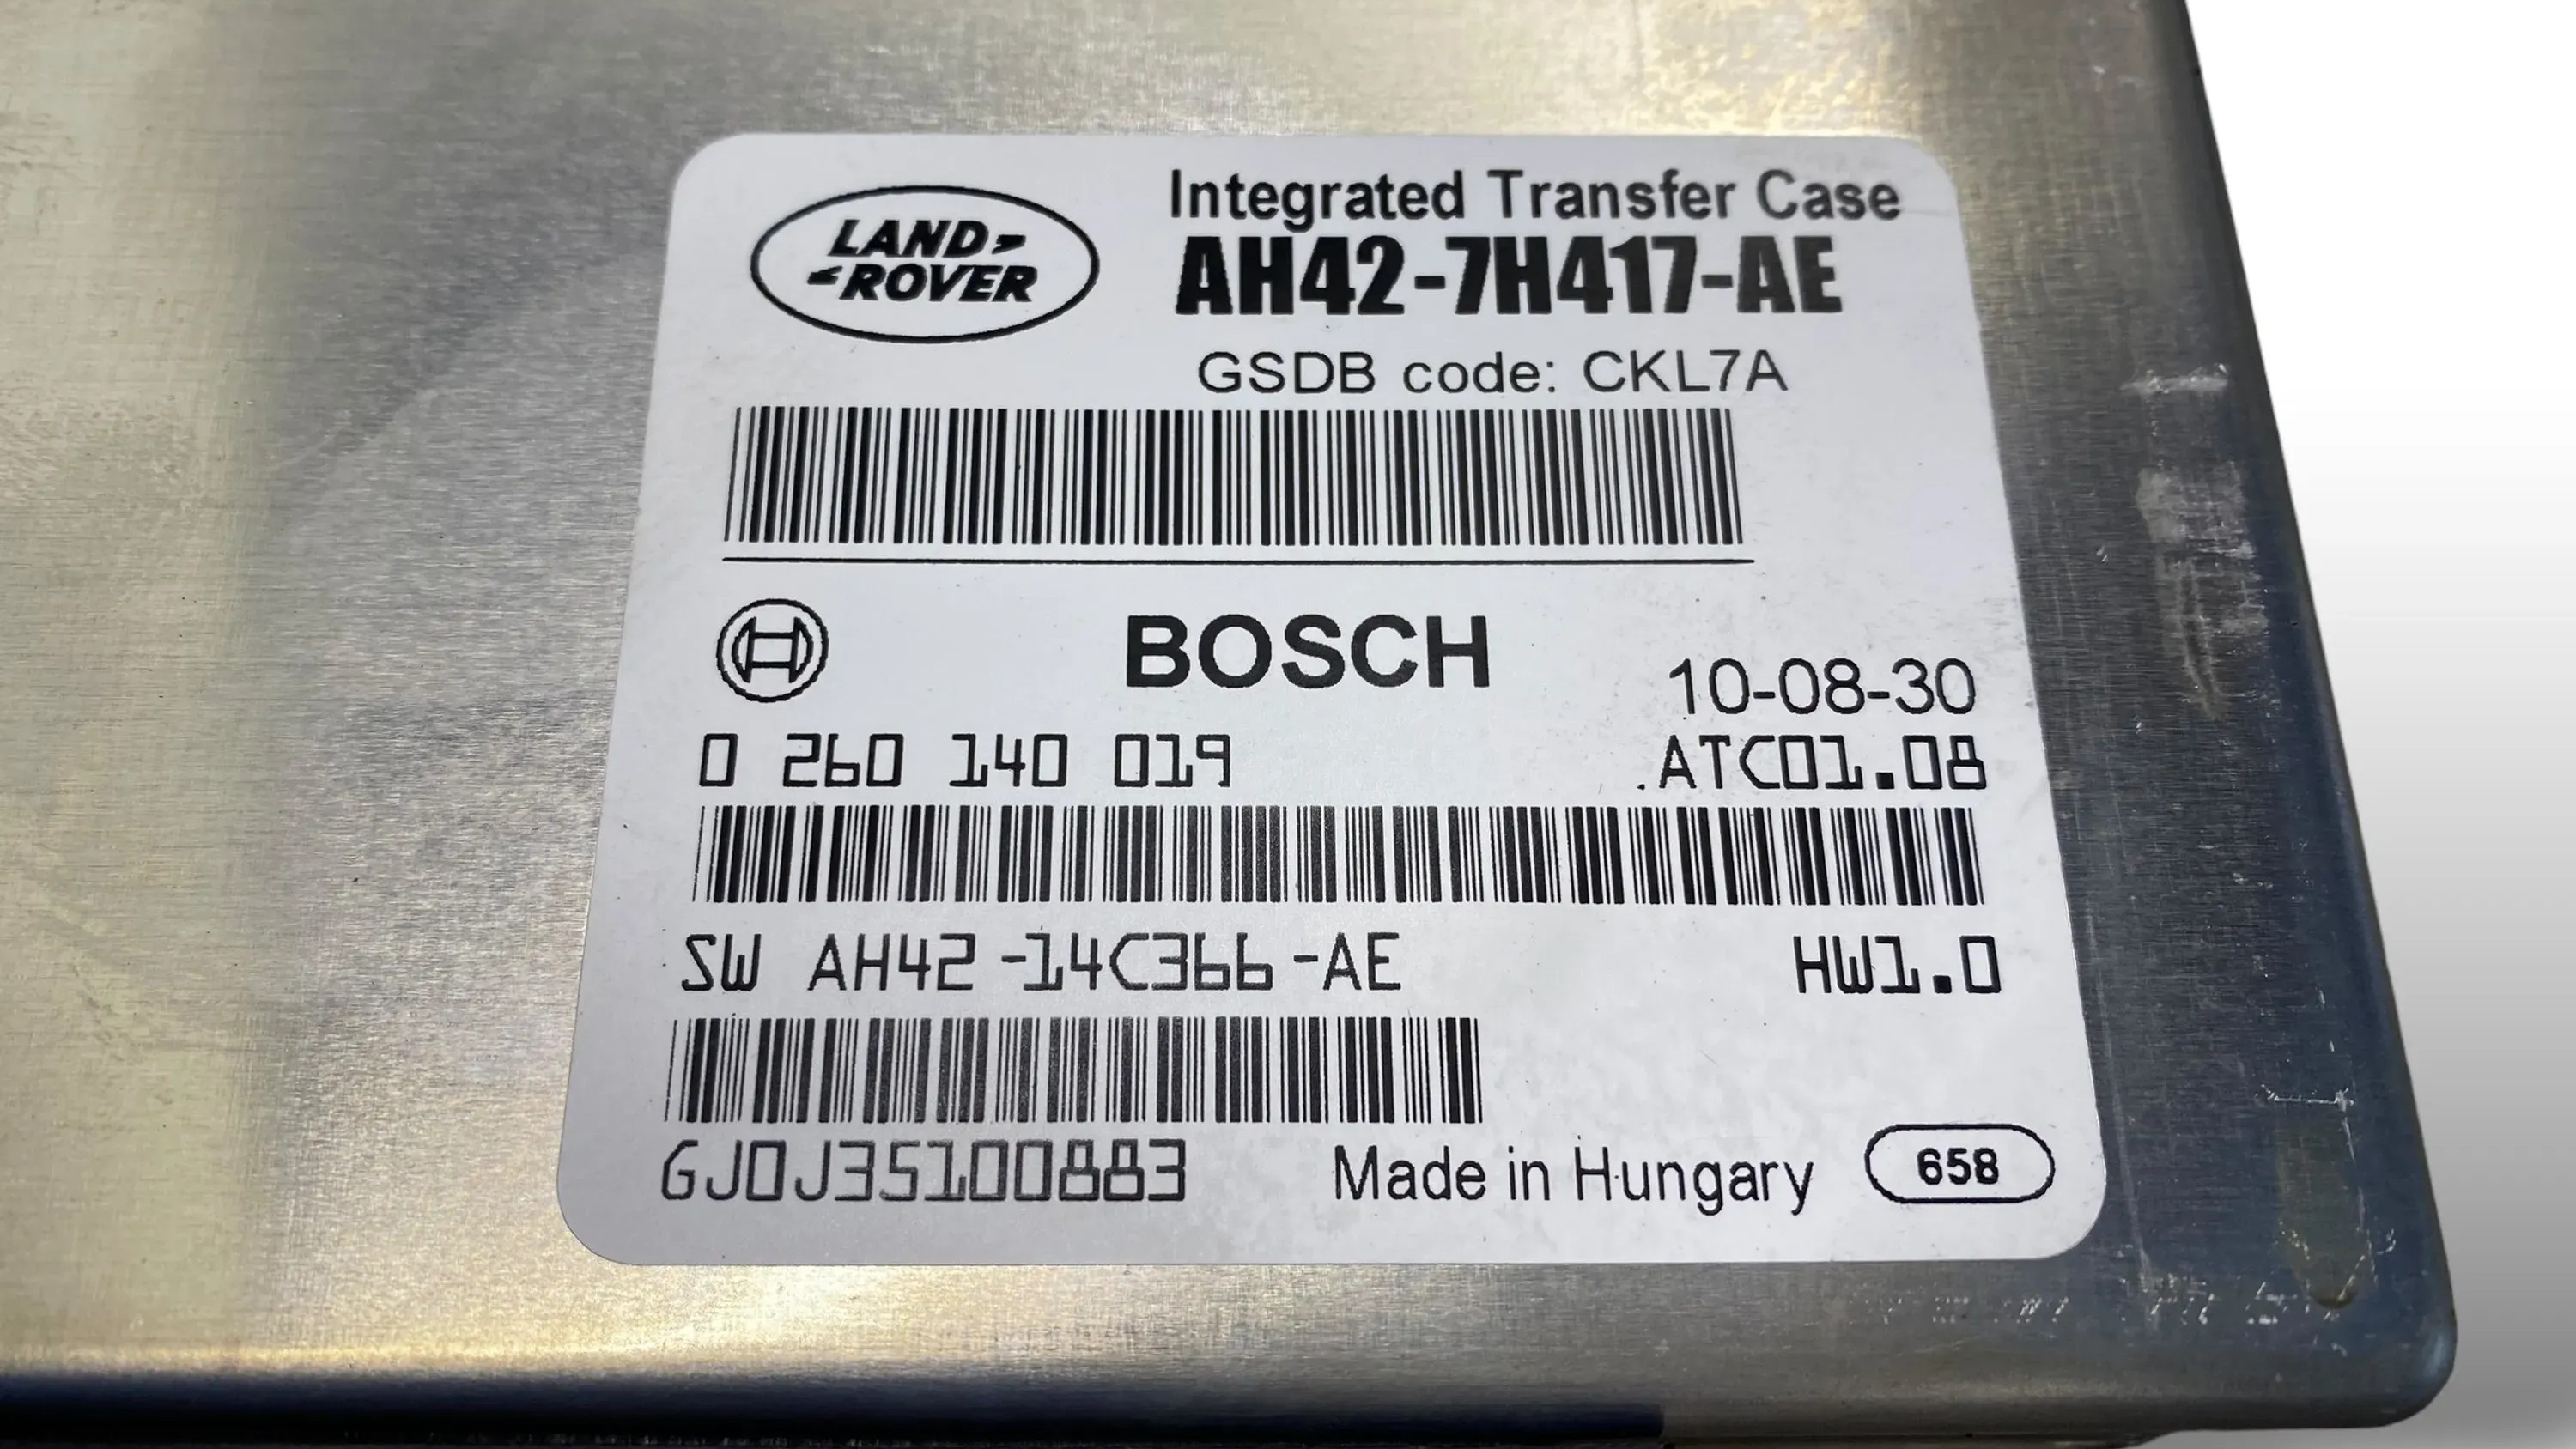 LAND
ROVER
Integrated Transfer Case
AH42-7H417-AE
GSDB code: CKL7A
BOSCH
10-08-30
0 260 140 019
.ATC01.08
SW AH42-14C366-AE
HW1.0
GJ0J35100883
Made in Hungary
658